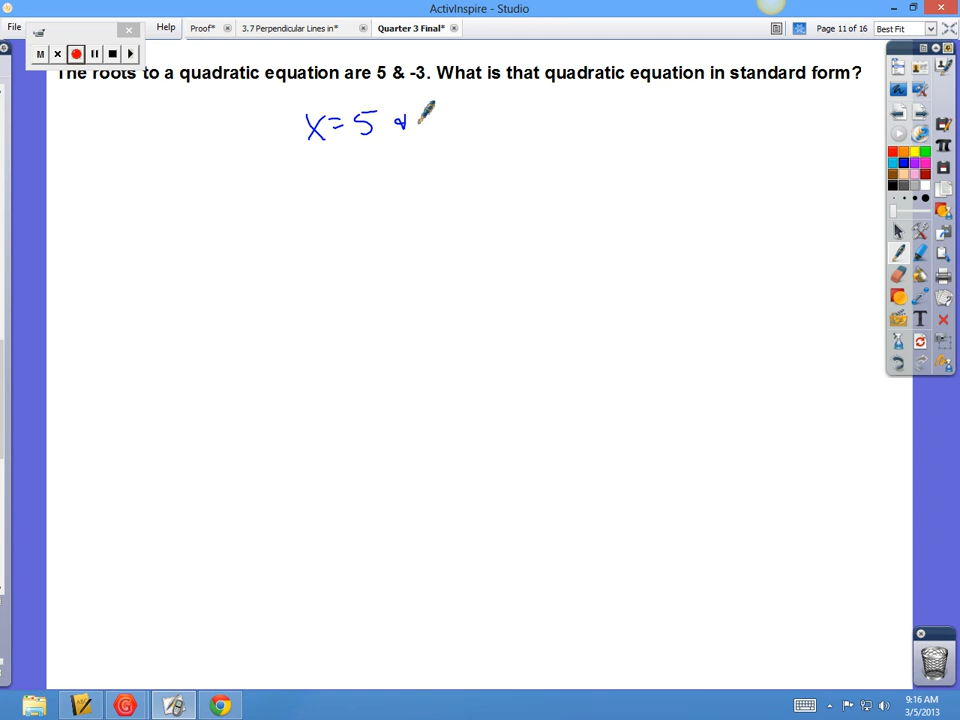 ActivInspire - Studio
File
Help
Proof*
3.7 Perpendicular Lines in*
Quarter 3 Final*
Page 11 of 16
Best Fit
M
The roots to a quadratic equation are 5 & -3. What is that quadratic equation in standard form?
x = 5 &
T
9:16 AM
3/5/2013